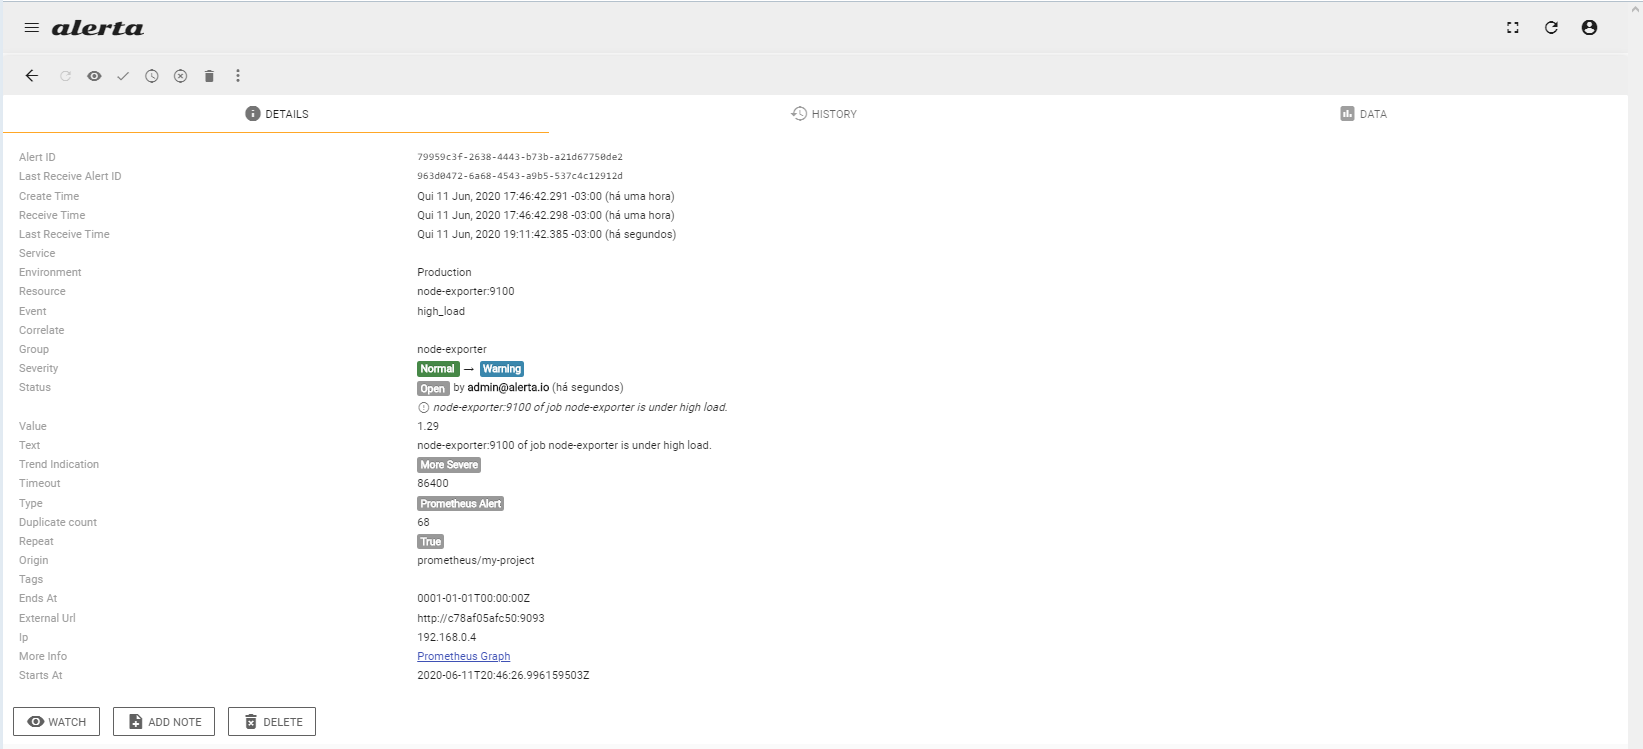 alerta
DETAILS
HISTORY
DATA
Alert ID 79959c3f-2638-4443-b73b-a21d67750de2
Last Receive Alert ID 963d0472-6a68-4543-a9b5-537c4c12912d
Create Time Qui 11 Jun, 2020 17:46:42.291 -03:00 (há uma hora)
Receive Time Qui 11 Jun, 2020 17:46:42.298 -03:00 (há uma hora)
Last Receive Time Qui 11 Jun, 2020 19:11:42.385 -03:00 (há segundos)
Service
Environment Production
Resource node-exporter:9100
Event high_load
Correlate
Group node-exporter
Severity Normal → Warning
Status Open by admin@alerta.io (há segundos)
node-exporter:9100 of job node-exporter is under high load.
Value 1.29
Text node-exporter:9100 of job node-exporter is under high load.
Trend Indication More Severe
Timeout 86400
Type Prometheus Alert
Duplicate count 68
Repeat True
Origin prometheus/my-project
Tags
Ends At 0001-01-01T00:00:00Z
External Url http://c78af05afc50:9093
Ip 192.168.0.4
More Info Prometheus Graph
Starts At 2020-06-11T20:46:26.996159503Z
WATCH
ADD NOTE
DELETE